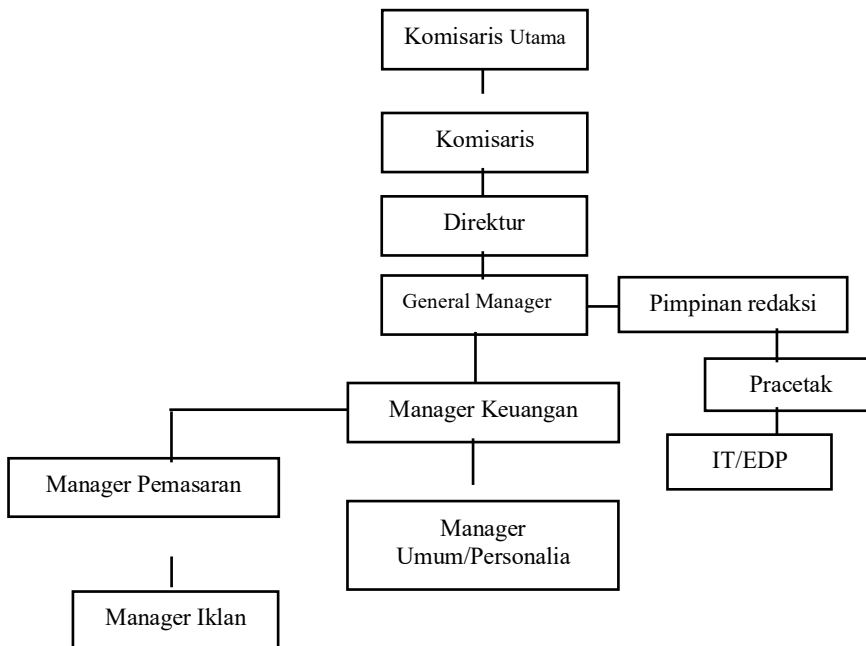 Komisaris Utama
Komisaris
Direktur
General Manager
Pimpinan redaksi
Pracetak
Manager Keuangan
IT/EDP
Manager Pemasaran
Manager
Umum/Personalia
Manager Iklan